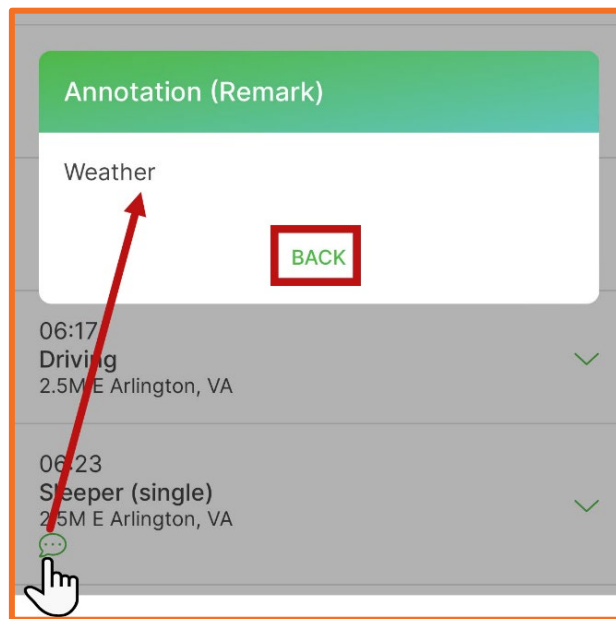 Annotation (Remark)
Weather
BACK
06:17
Driving
2.5M E Arlington, VA
06:23
Sleeper (single)
2.5M E Arlington, VA